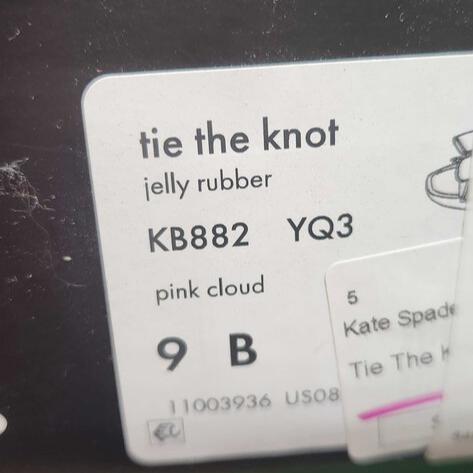 tie the knot
jelly rubber
KB882 YQ3
pink cloud
9 B
11003936 US08
5
Kate Spade
Tie The